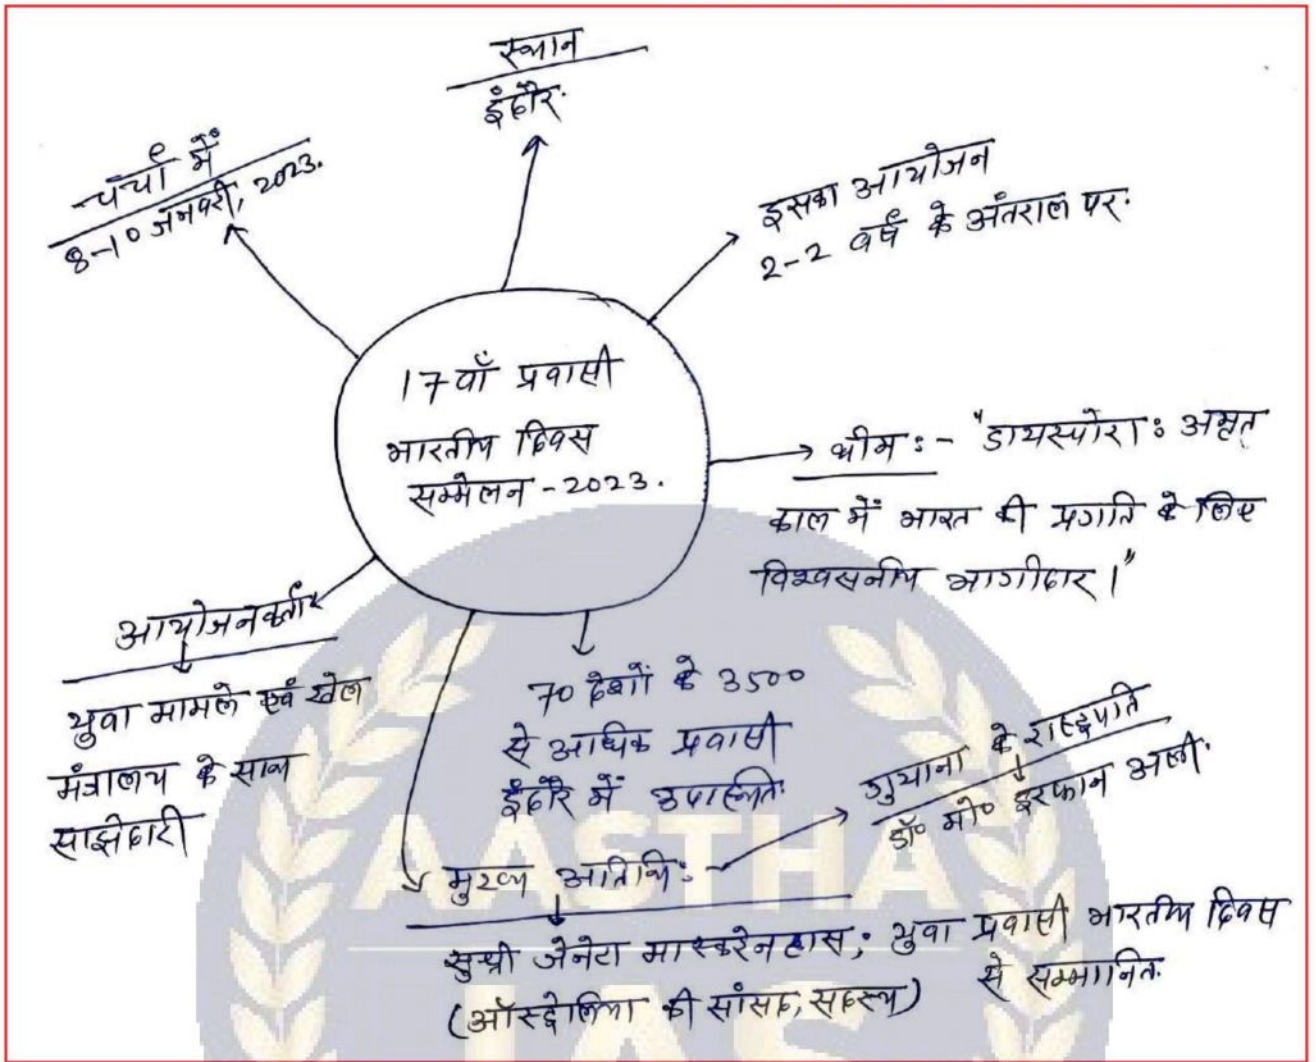 स्थान
इंदौर.
चर्चा में
8-10 जनवरी, 2023.
इसका आयोजन
2-2 वर्ष के अंतराल पर.
17वाँ प्रवासी
भारतीय दिवस
सम्मेलन - 2023.
थीम :- "डायस्पोरा : अमृत
काल में भारत की प्रगति के लिए
विश्वसनीय भागीदार।"
आयोजनकर्ता
युवा मामले एवं खेल
मंत्रालय के साथ
साझेदारी
70 देशों के 3500
से अधिक प्रवासी
इंदौर में उपस्थित.
मुख्य अतिथि :-
गुयाना के राष्ट्रपति
डॉ० मो० इरफान अली.
सुश्री जेनेटा मास्करेनहास; युवा प्रवासी भारतीय दिवस
(ऑस्ट्रेलिया की सांसद, सदस्य) से सम्मानित.
AASTHA
IAS